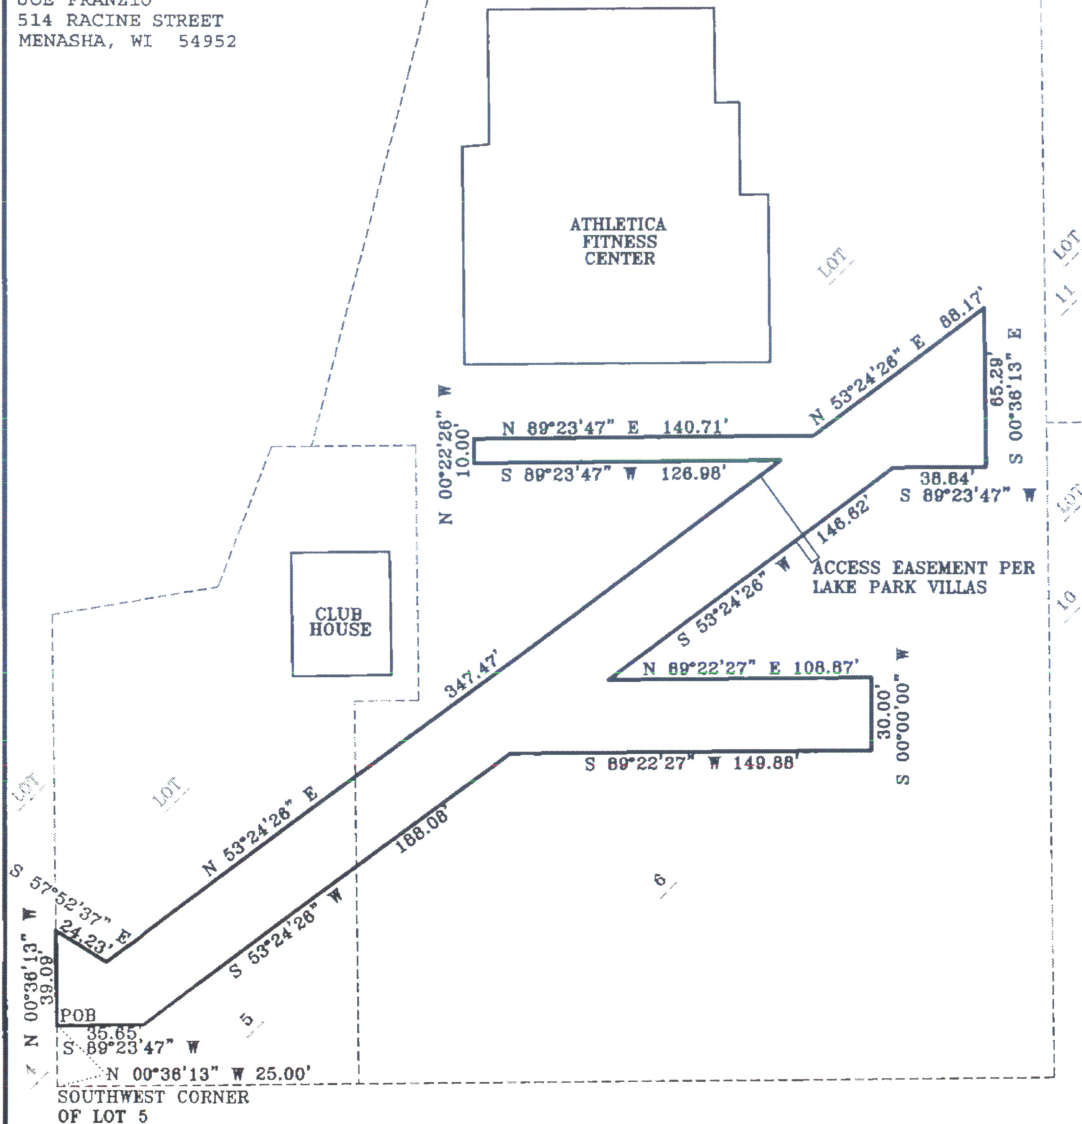 JOE FRANZIO
514 RACINE STREET
MENASHA, WI 54952
ATHLETICA
FITNESS
CENTER
LOT
LOT
11
N 53°24'26" E 88.17'
65.29'
S 00°36'13" E
N 00°22'26" W
10.00'
N 89°23'47" E 140.71'
S 89°23'47" W 126.98'
38.64'
S 89°23'47" W
146.62'
S 53°24'26" W
ACCESS EASEMENT PER
LAKE PARK VILLAS
LOT
10
CLUB
HOUSE
347.47'
N 53°24'26" E
N 89°22'27" E 108.87'
30.00'
S 00°00'00" W
S 89°22'27" W 149.88'
188.08'
S 53°24'26" W
LOT
LOT
6
S 57°52'37" E
24.23'
N 00°36'13" W
39.09'
POB
35.65'
S 89°23'47" W
5
N 00°36'13" W 25.00'
SOUTHWEST CORNER
OF LOT 5